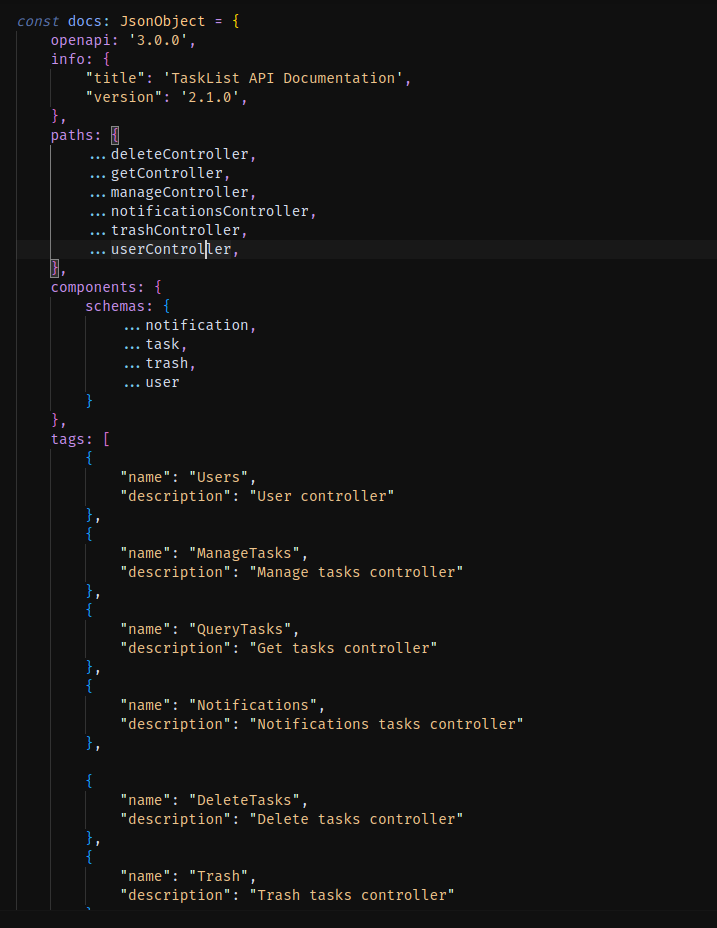 const docs: JsonObject = {
openapi: '3.0.0',
info: {
"title": 'TaskList API Documentation',
"version": '2.1.0',
},
paths: {
...deleteController,
...getController,
...manageController,
...notificationsController,
...trashController,
...userController,
},
components: {
schemas: {
...notification,
...task,
...trash,
...user
}
},
tags: [
{
"name": "Users",
"description": "User controller"
},
{
"name": "ManageTasks",
"description": "Manage tasks controller"
},
{
"name": "QueryTasks",
"description": "Get tasks controller"
},
{
"name": "Notifications",
"description": "Notifications tasks controller"
},
{
"name": "DeleteTasks",
"description": "Delete tasks controller"
},
{
"name": "Trash",
"description": "Trash tasks controller"